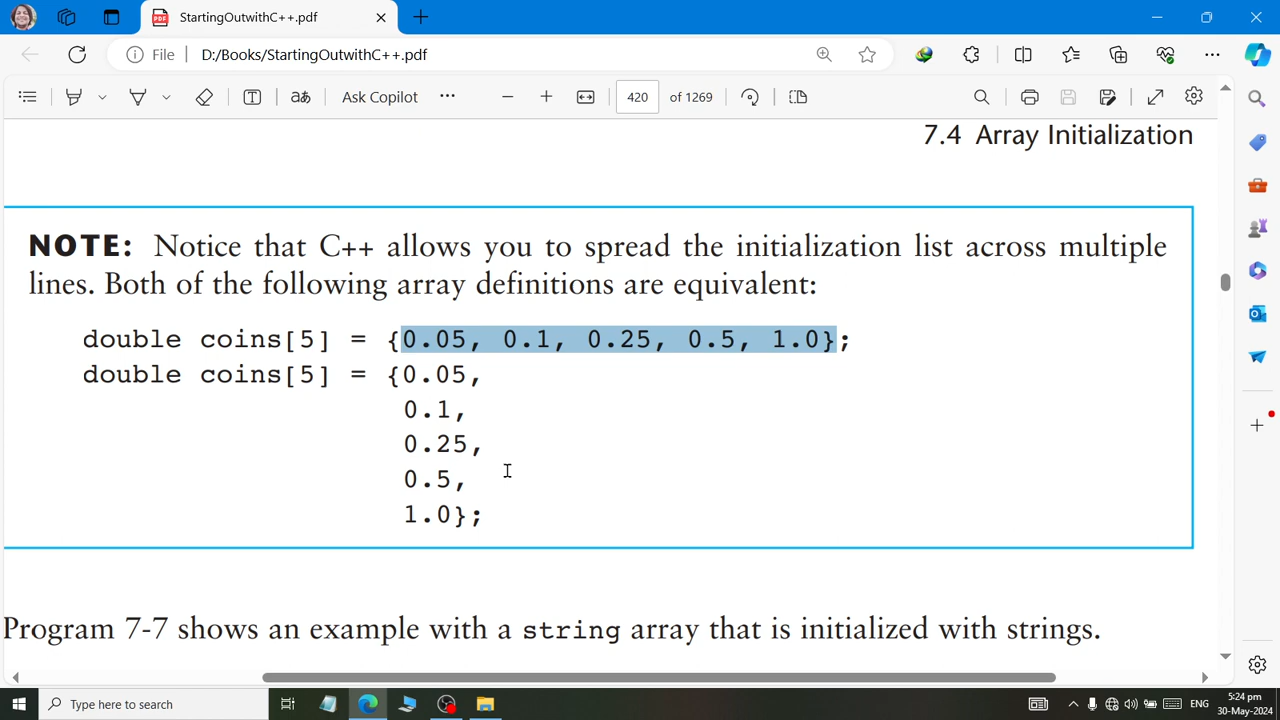 StartingOutwithC++.pdf
File
D:/Books/StartingOutwithC++.pdf
aあ
Ask Copilot
420 of 1269
7.4 Array Initialization
NOTE: Notice that C++ allows you to spread the initialization list across multiple
lines. Both of the following array definitions are equivalent:
double coins[5] = {0.05, 0.1, 0.25, 0.5, 1.0};
double coins[5] = {0.05,
0.1,
0.25,
0.5,
1.0};
Program 7-7 shows an example with a string array that is initialized with strings.
Type here to search
ENG
5:24 pm
30-May-2024